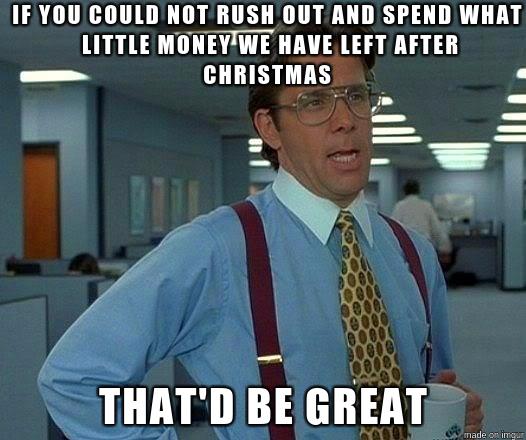 IF YOU COULD NOT RUSH OUT AND SPEND WHAT
LITTLE MONEY WE HAVE LEFT AFTER
CHRISTMAS
THAT'D BE GREAT
made on imgur